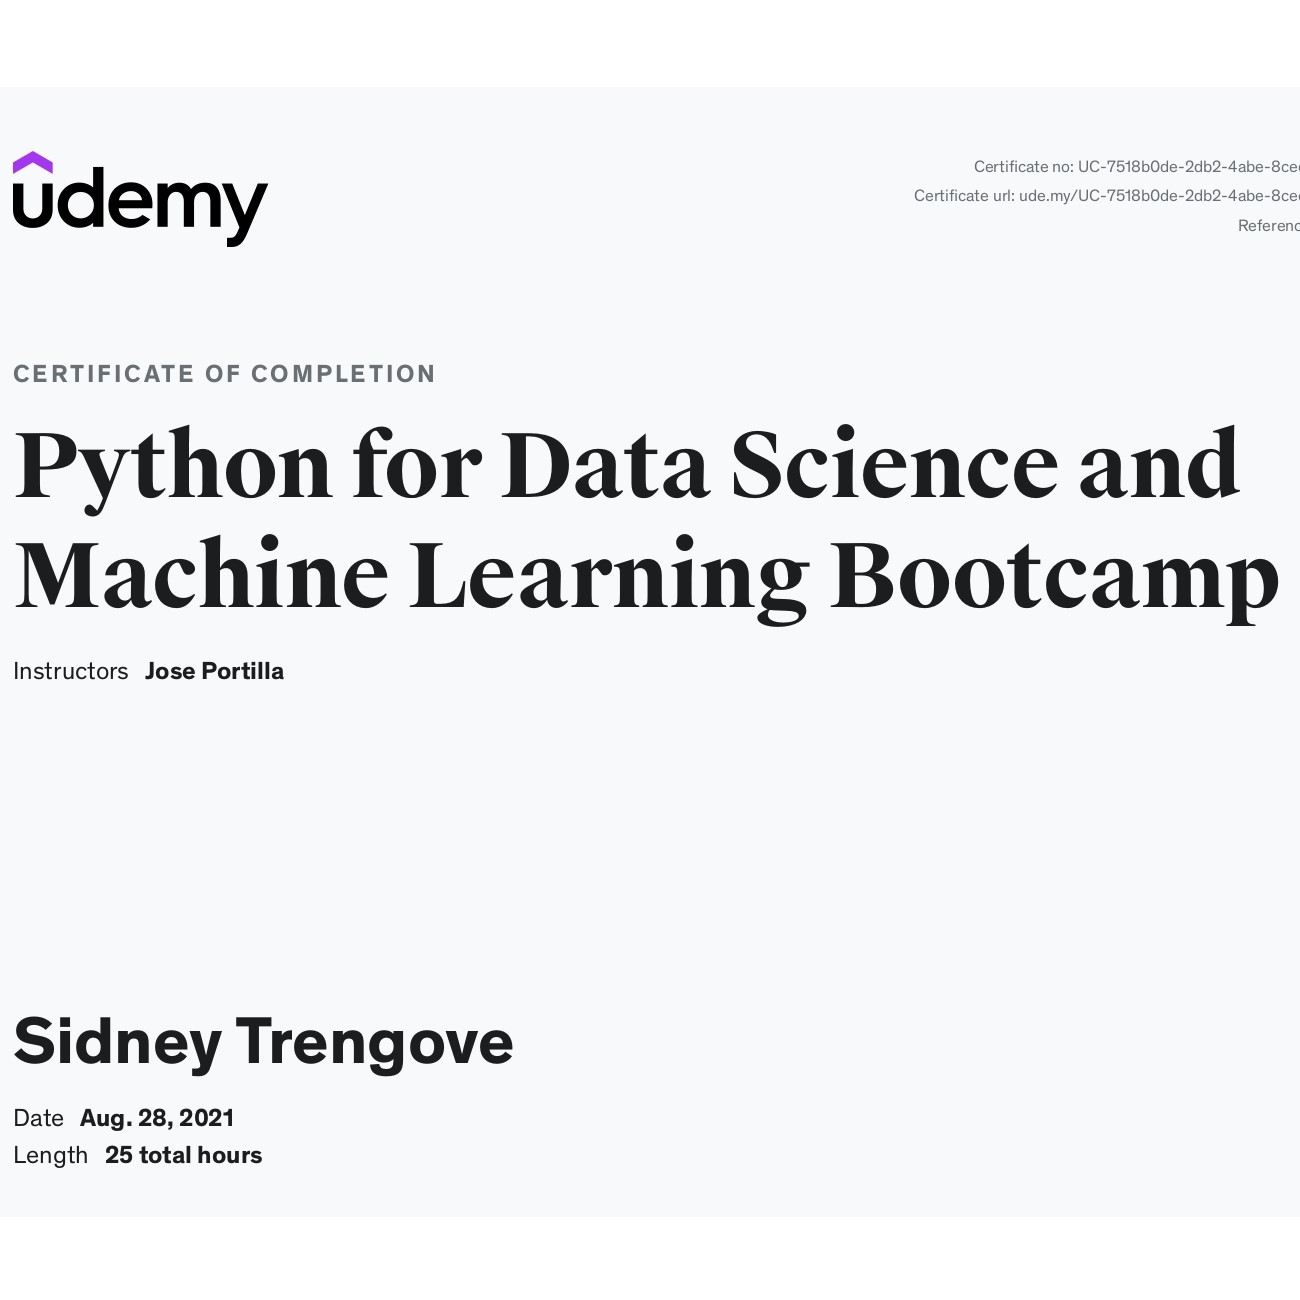 udemy
Certificate no: UC-7518b0de-2db2-4abe-8ce
Certificate url: ude.my/UC-7518b0de-2db2-4abe-8ce
CERTIFICATE OF COMPLETION
Python for Data Science and
Machine Learning Bootcamp
Instructors Jose Portilla
Sidney Trengove
Date Aug. 28, 2021
Length 25 total hours